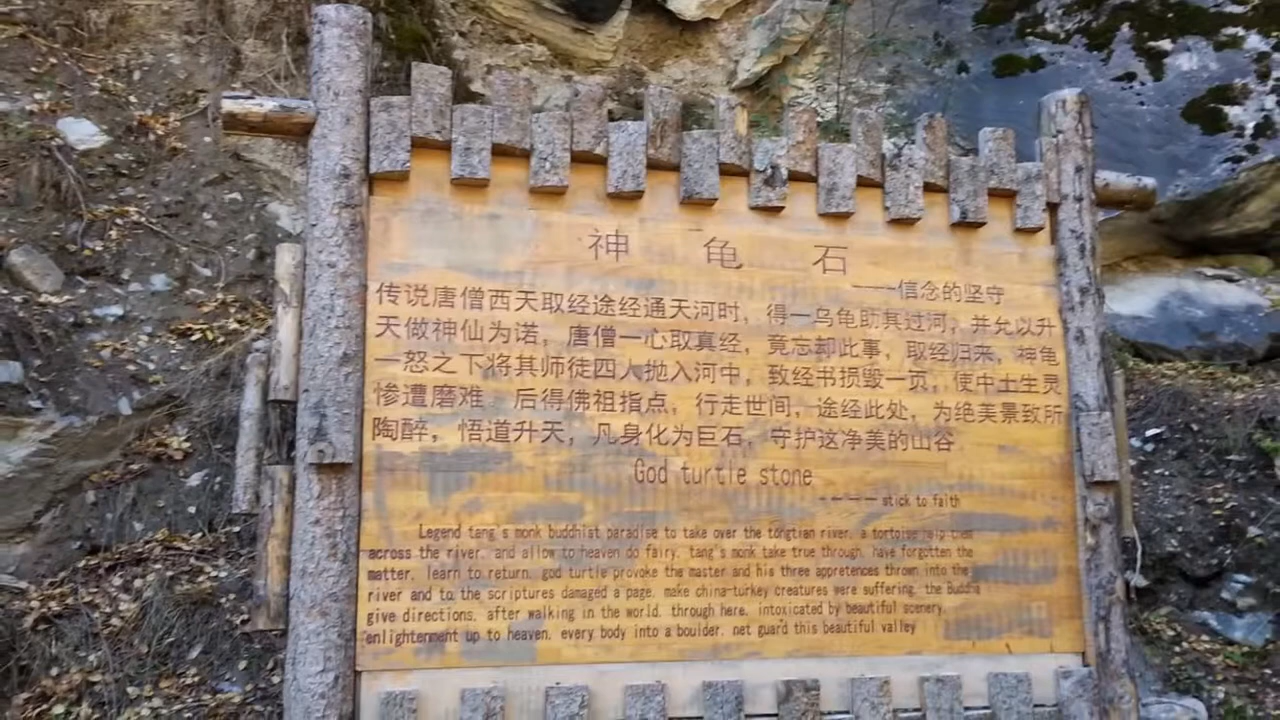 神 龟 石
——信念的坚守
传说唐僧西天取经途经通天河时，得一乌龟助其过河，并允以升
天做神仙为诺，唐僧一心取真经，竟忘却此事，取经归来，神龟
一怒之下将其师徒四人抛入河中，致经书损毁一页，使中土生灵
惨遭磨难。后得佛祖指点，行走世间，途经此处，为绝美景致所
陶醉，悟道升天，凡身化为巨石，守护这净美的山谷
God turtle stone
---- stick to faith
Legend tang's monk buddhist paradise to take over the tongtian river, a tortoise help them
across the river, and allow to heaven do fairy, tang's monk take true through, have forgotten the
matter, learn to return, god turtle provoke the master and his three appretences thrown into the
river and to the scriptures damaged a page, make china-turkey creatures were suffering, the Buddha
give directions, after walking in the world, through here, intoxicated by beautiful scenery,
enlightenment up to heaven, every body into a boulder, net guard this beautiful valley